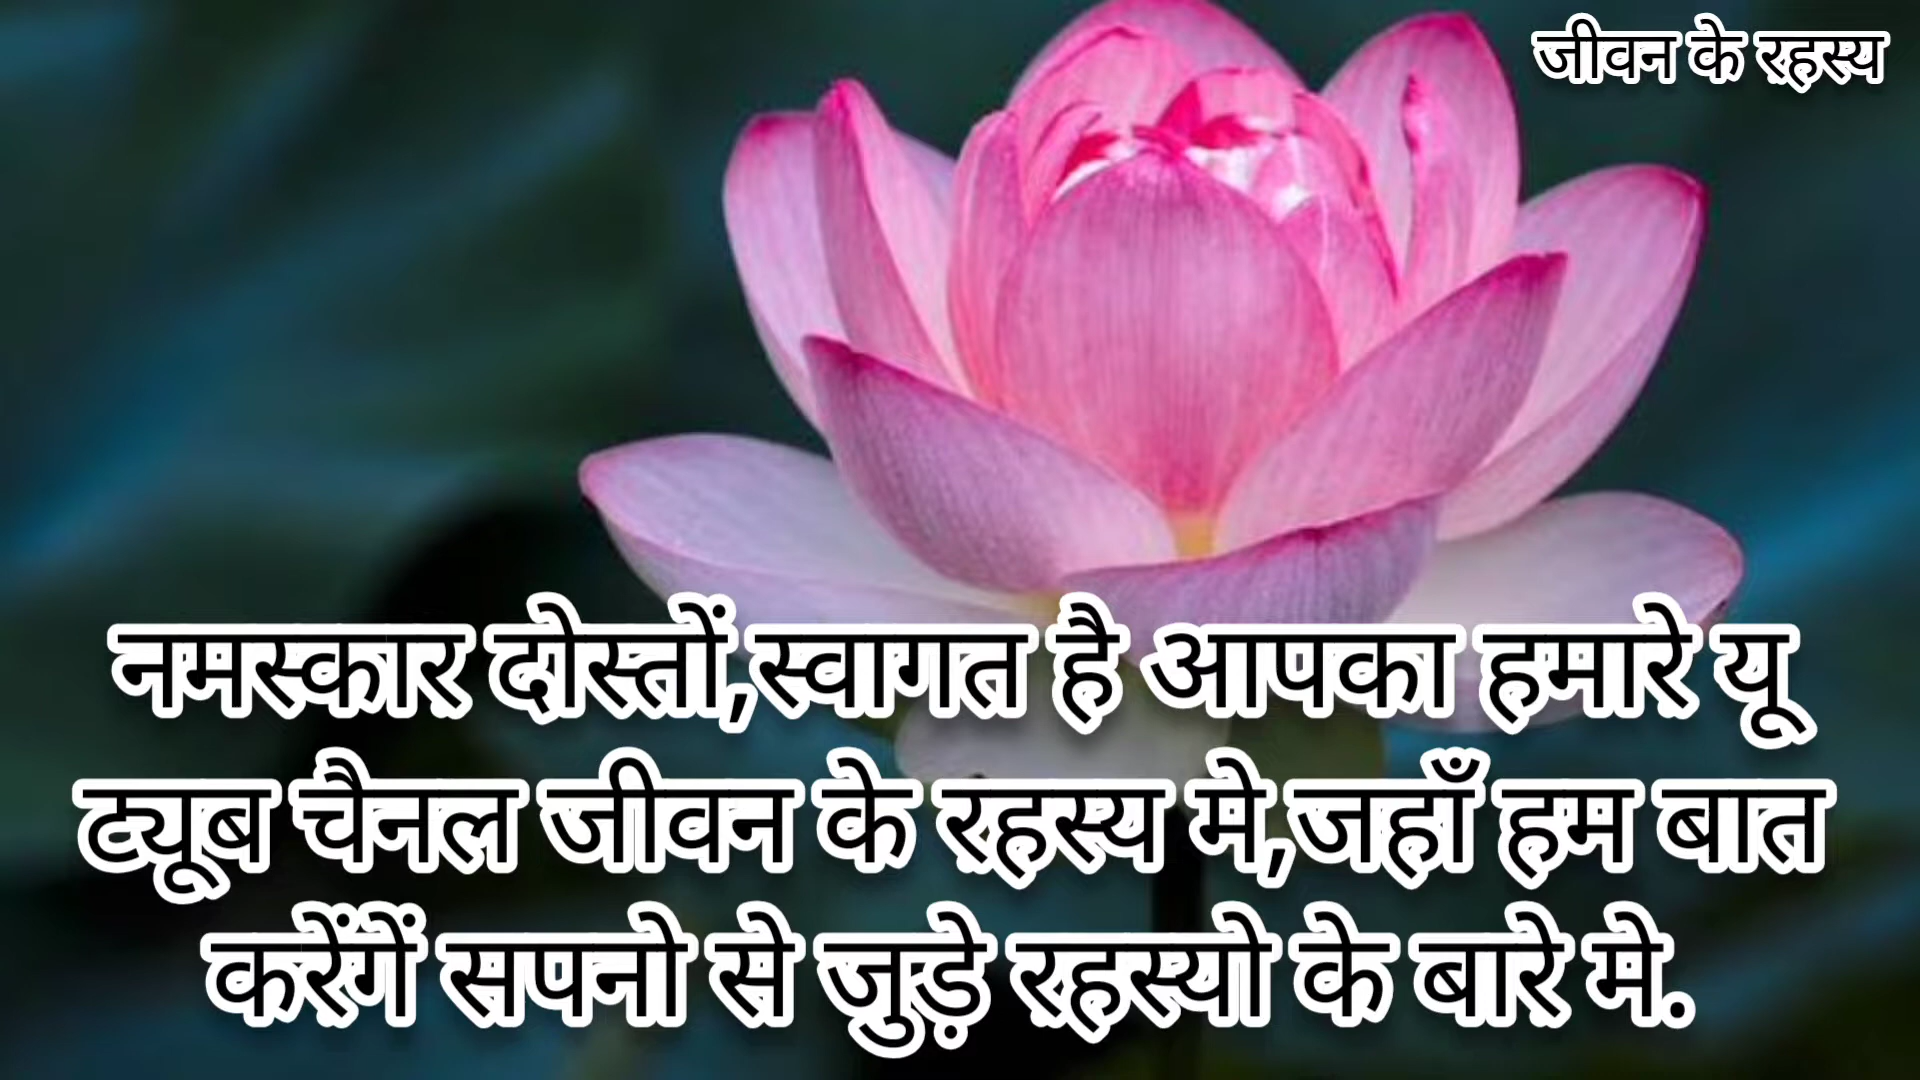 जीवन के रहस्य
नमस्कार दोस्तों,स्वागत है आपका हमारे यू
ट्यूब चैनल जीवन के रहस्य मे,जहाँ हम बात
करेंगें सपनो से जुड़े रहस्यो के बारे मे.